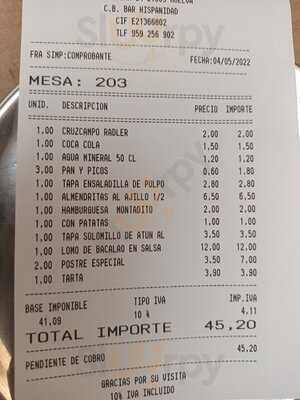 HUELVA
C.B. BAR HISPANIDAD
CIF E21366802
TLF 959 256 902
FRA SIMP:COMPROBANTE FECHA:04/05/2022
MESA: 203
UNID. DESCRIPCION PRECIO IMPORTE
1.00 CRUZCAMPO RADLER 2.00 2.00
1.00 COCA COLA 1.50 1.50
1.00 AGUA MINERAL 50 CL 1.20 1.20
3.00 PAN Y PICOS 0.60 1.80
1.00 TAPA ENSALADILLA DE PULPO 2.80 2.80
1.00 ALMENDRITAS AL AJILLO 1/2 6.50 6.50
1.00 HAMBURGUESA MONTADITO 2.00 2.00
1.00 CON PATATAS 1.00 1.00
1.00 TAPA SOLOMILLO DE ATUN AL 3.50 3.50
1.00 LOMO DE BACALAO EN SALSA 12.00 12.00
2.00 POSTRE ESPECIAL 3.50 7.00
1.00 TARTA 3.90 3.90
BASE IMPONIBLE TIPO IVA IMP.IVA
41.09 10 % 4.11
TOTAL IMPORTE 45,20
PENDIENTE DE COBRO 45.20
GRACIAS POR SU VISITA
10% IVA INCLUIDO